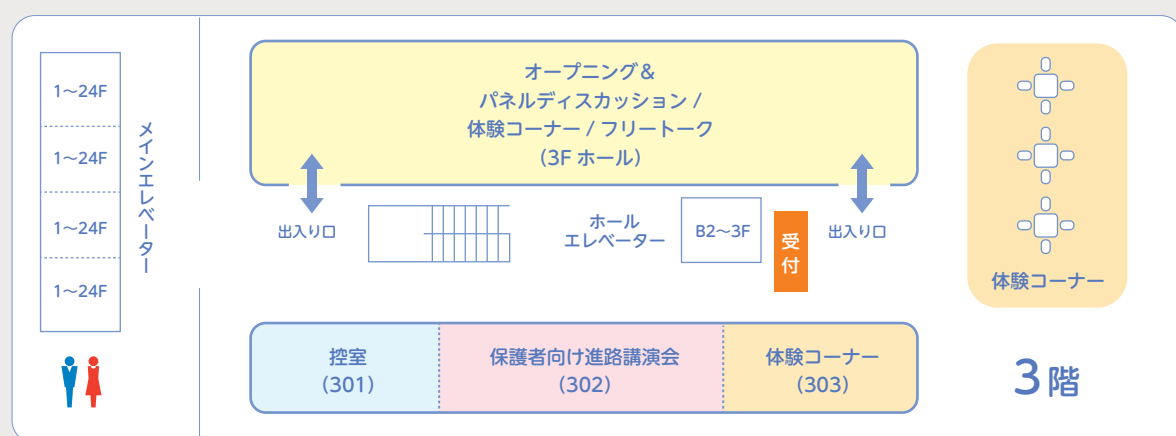 1〜24F
1〜24F
1〜24F
1〜24F
メインエレベーター
オープニング&
パネルディスカッション /
体験コーナー / フリートーク
(3F ホール)
出入り口
ホール
エレベーター
B2〜3F
受付
出入り口
体験コーナー
控室
(301)
保護者向け進路講演会
(302)
体験コーナー
(303)
3階